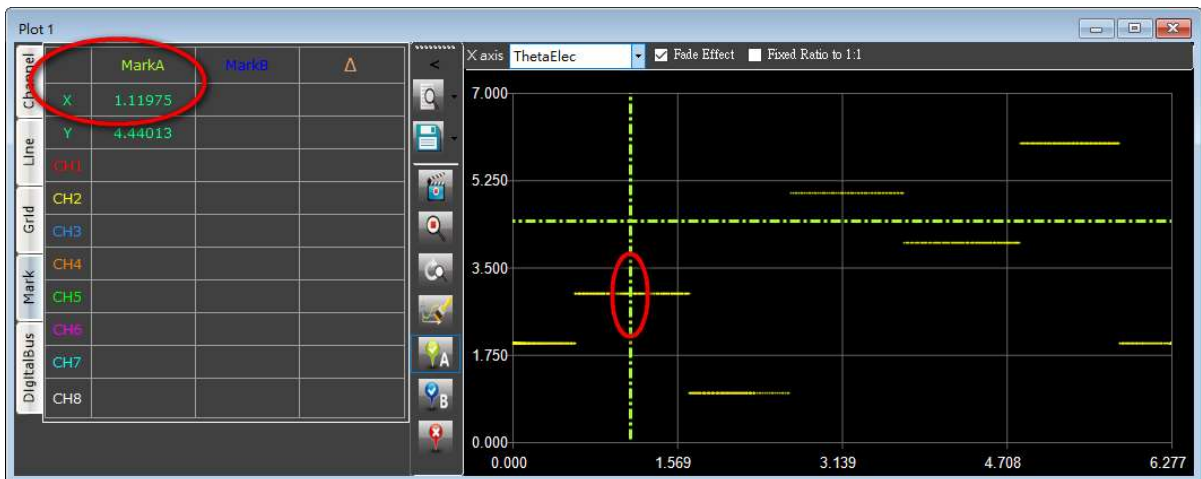 Plot 1
Channel
Line
Grid
Mark
DigitalBus
MarkA MarkB Δ
X 1.11975
Y 4.44013
CH1
CH2
CH3
CH4
CH5
CH6
CH7
CH8
<
A
B
X axis ThetaElec Fade Effect Fixed Ratio to 1:1
7.000
5.250
3.500
1.750
0.000
0.000 1.569 3.139 4.708 6.277